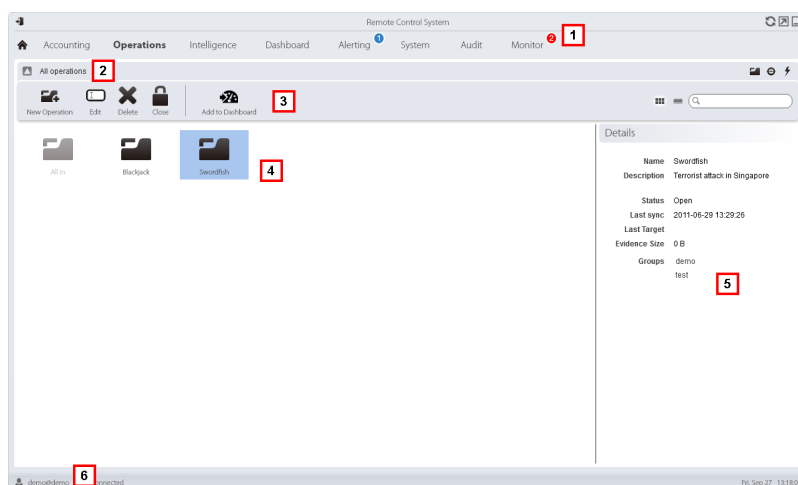 Remote Control System
Accounting Operations Intelligence Dashboard Alerting 1 System Audit Monitor 2 1
All operations 2
New Operation Edit Delete Close Add to Dashboard 3
Details
All in Blackjack Swordfish 4
Name Swordfish
Description Terrorist attack in Singapore
Status Open
Last sync 2011-06-29 13:29:26
Last Target
Evidence Size 0 B
Groups demo
test
5
6
demo@demo
Fri, Sep 27 13:18:0